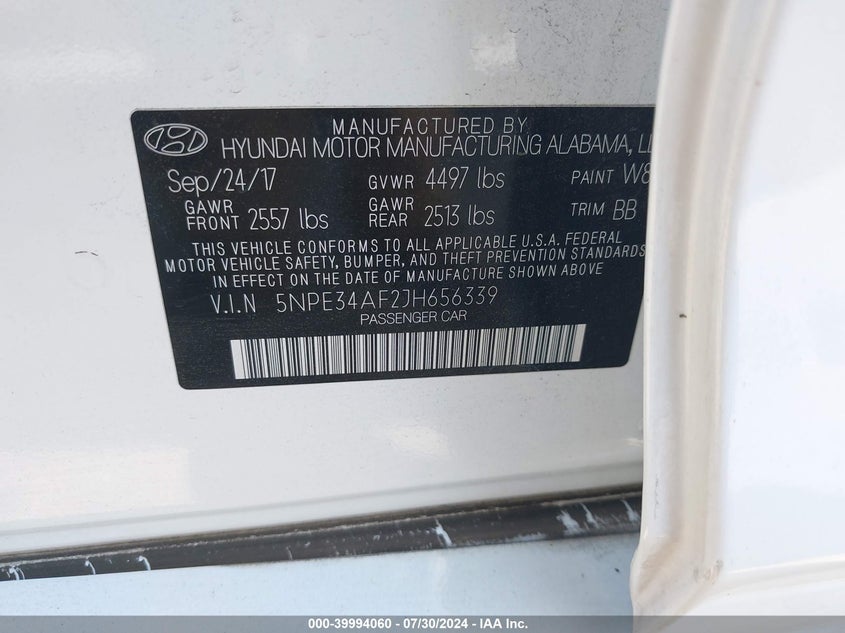 MANUFACTURED BY
HYUNDAI MOTOR MANUFACTURING ALABAMA,
Sep/24/17 GVWR 4497 lbs PAINT W8
GAWR FRONT 2557 lbs GAWR REAR 2513 lbs TRIM BB
THIS VEHICLE CONFORMS TO ALL APPLICABLE U.S.A. FEDERAL
MOTOR VEHICLE SAFETY, BUMPER, AND THEFT PREVENTION STANDARDS
IN EFFECT ON THE DATE OF MANUFACTURE SHOWN ABOVE.
V.I.N 5NPE34AF2JH656339
PASSENGER CAR
000-39994060 - 07/30/2024 - IAA Inc.